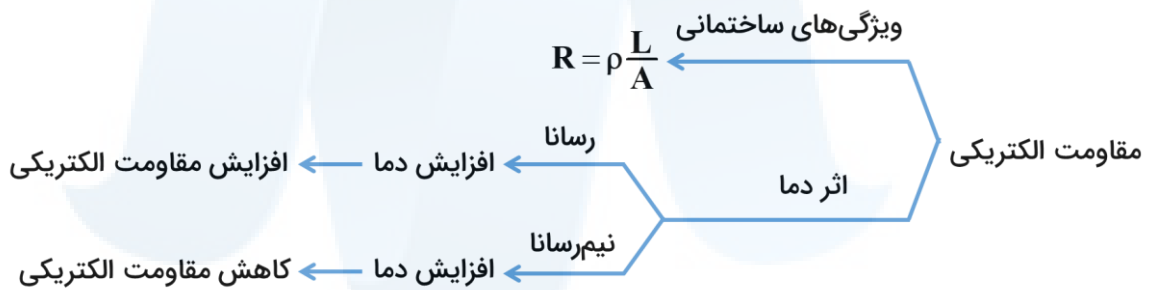 ویژگی‌های ساختمانی
R = ρ L/A
مقاومت الکتریکی
اثر دما
رسانا
افزایش دما
افزایش مقاومت الکتریکی
نیم‌رسانا
افزایش دما
کاهش مقاومت الکتریکی